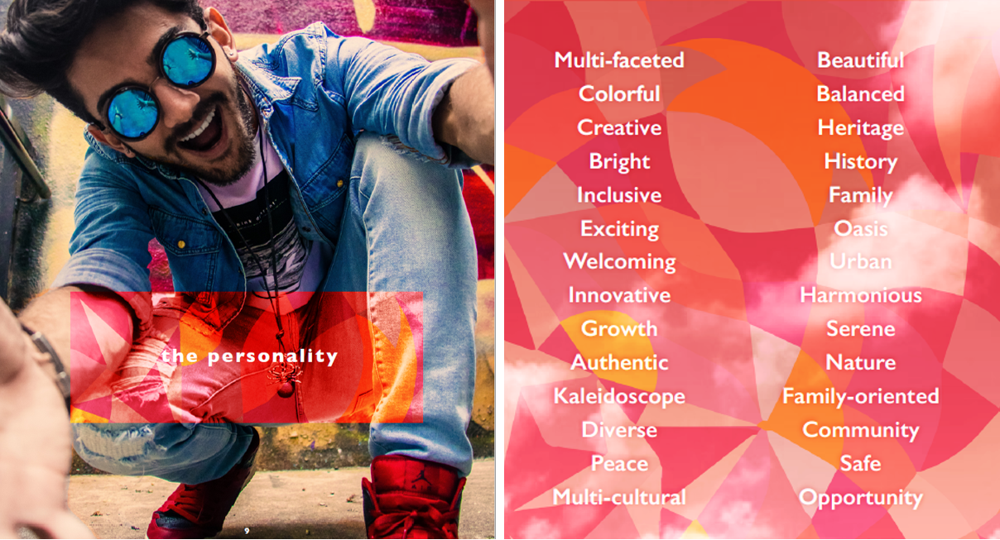 the personality
9
Multi-faceted
Colorful
Creative
Bright
Inclusive
Exciting
Welcoming
Innovative
Growth
Authentic
Kaleidoscope
Diverse
Peace
Multi-cultural
Beautiful
Balanced
Heritage
History
Family
Oasis
Urban
Harmonious
Serene
Nature
Family-oriented
Community
Safe
Opportunity